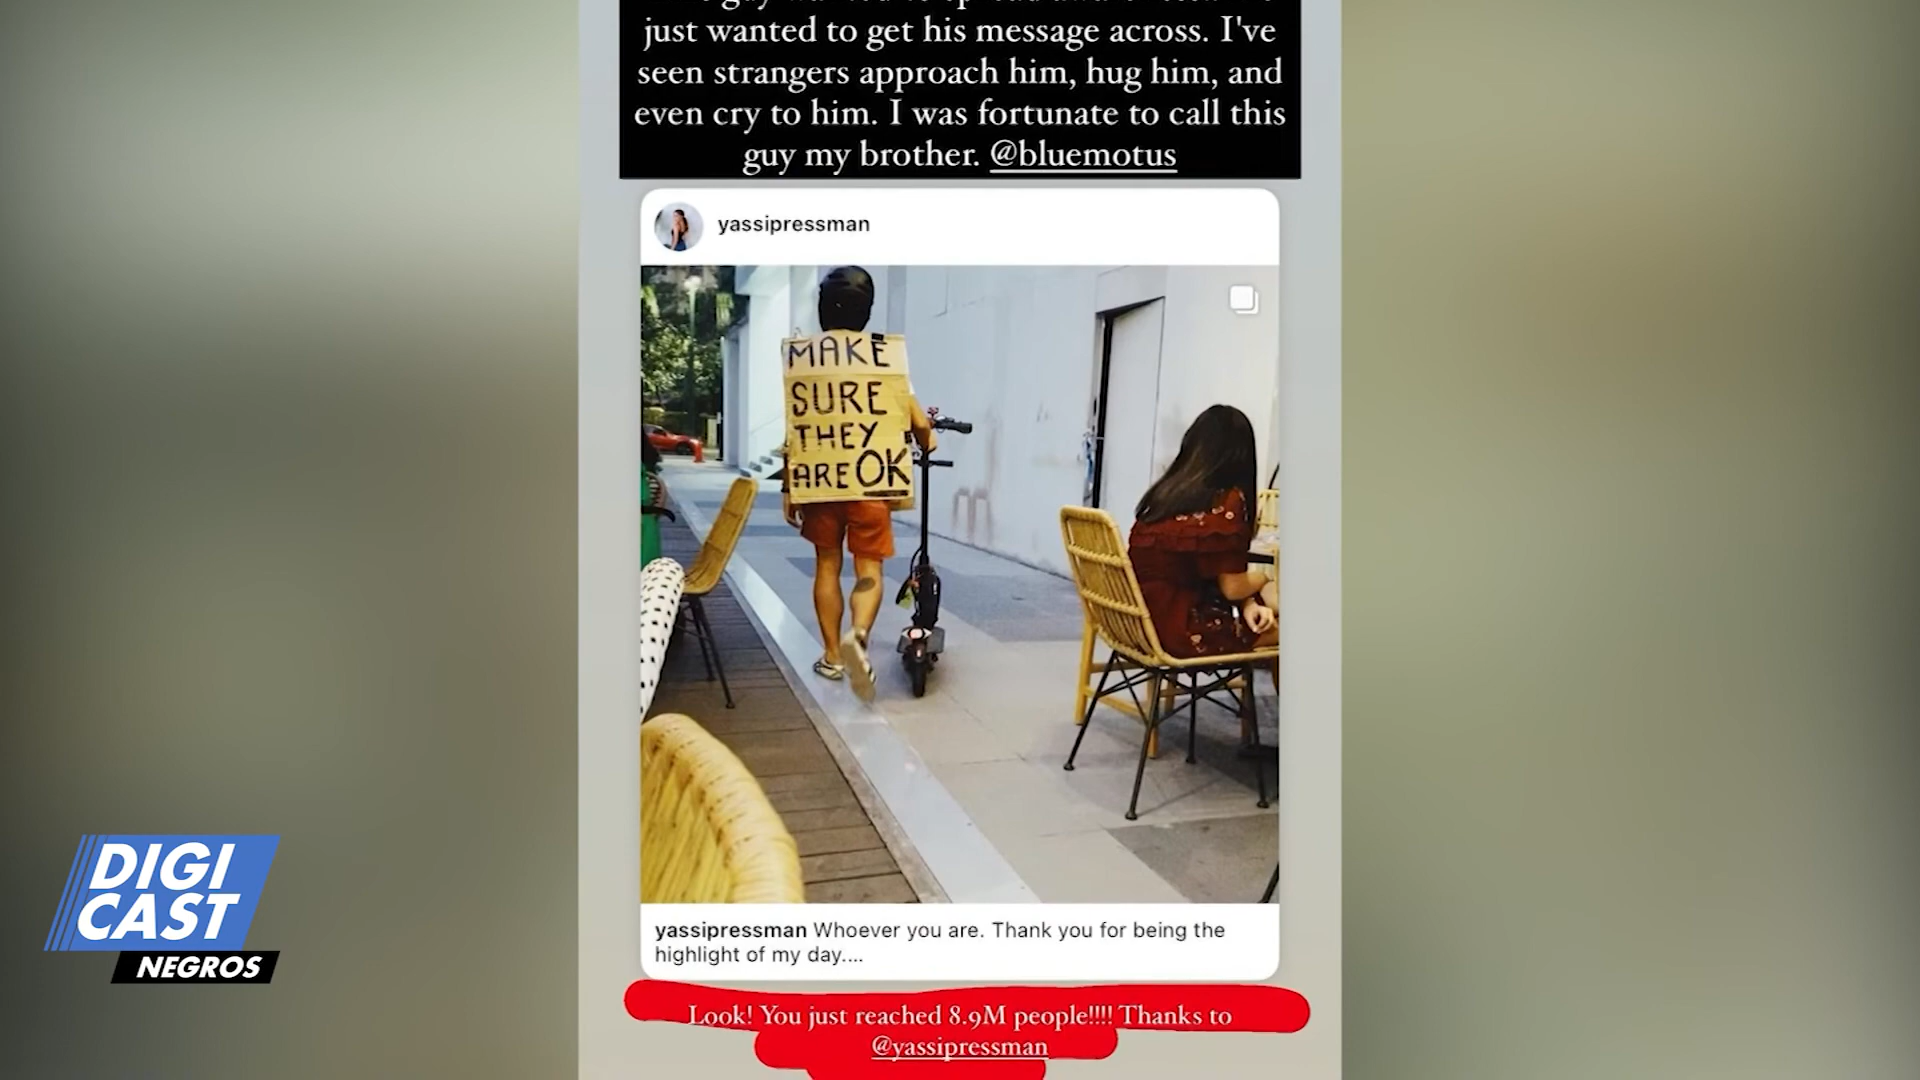 just wanted to get his message across. I've
seen strangers approach him, hug him, and
even cry to him. I was fortunate to call this
guy my brother. @bluemotus
yassipressman
MAKE
SURE
THEY
ARE OK
yassipressman Whoever you are. Thank you for being the
highlight of my day....
Look! You just reached 8.9M people!!!! Thanks to
@yassipressman
DIGI
CAST
NEGROS